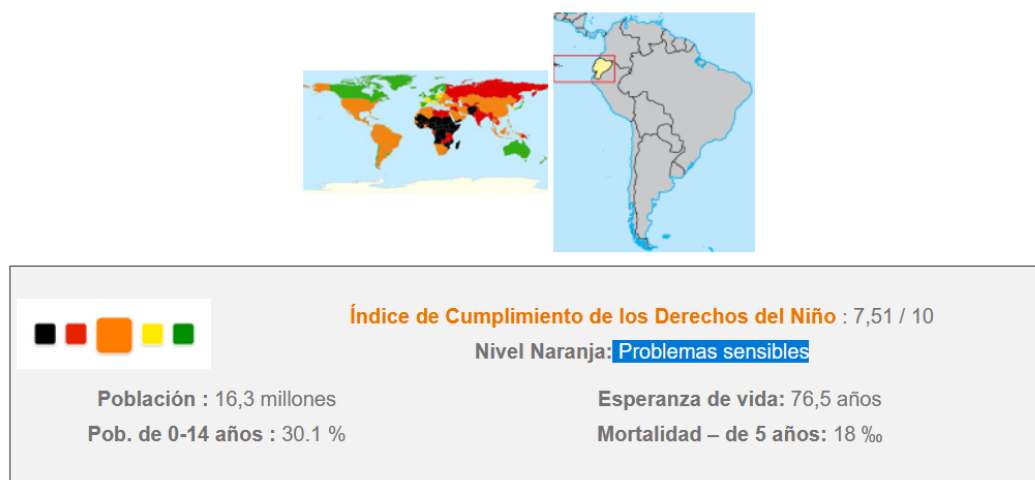 Índice de Cumplimiento de los Derechos del Niño : 7,51 / 10
Nivel Naranja: Problemas sensibles
Población : 16,3 millones
Esperanza de vida: 76,5 años
Pob. de 0-14 años : 30.1 %
Mortalidad – de 5 años: 18 ‰